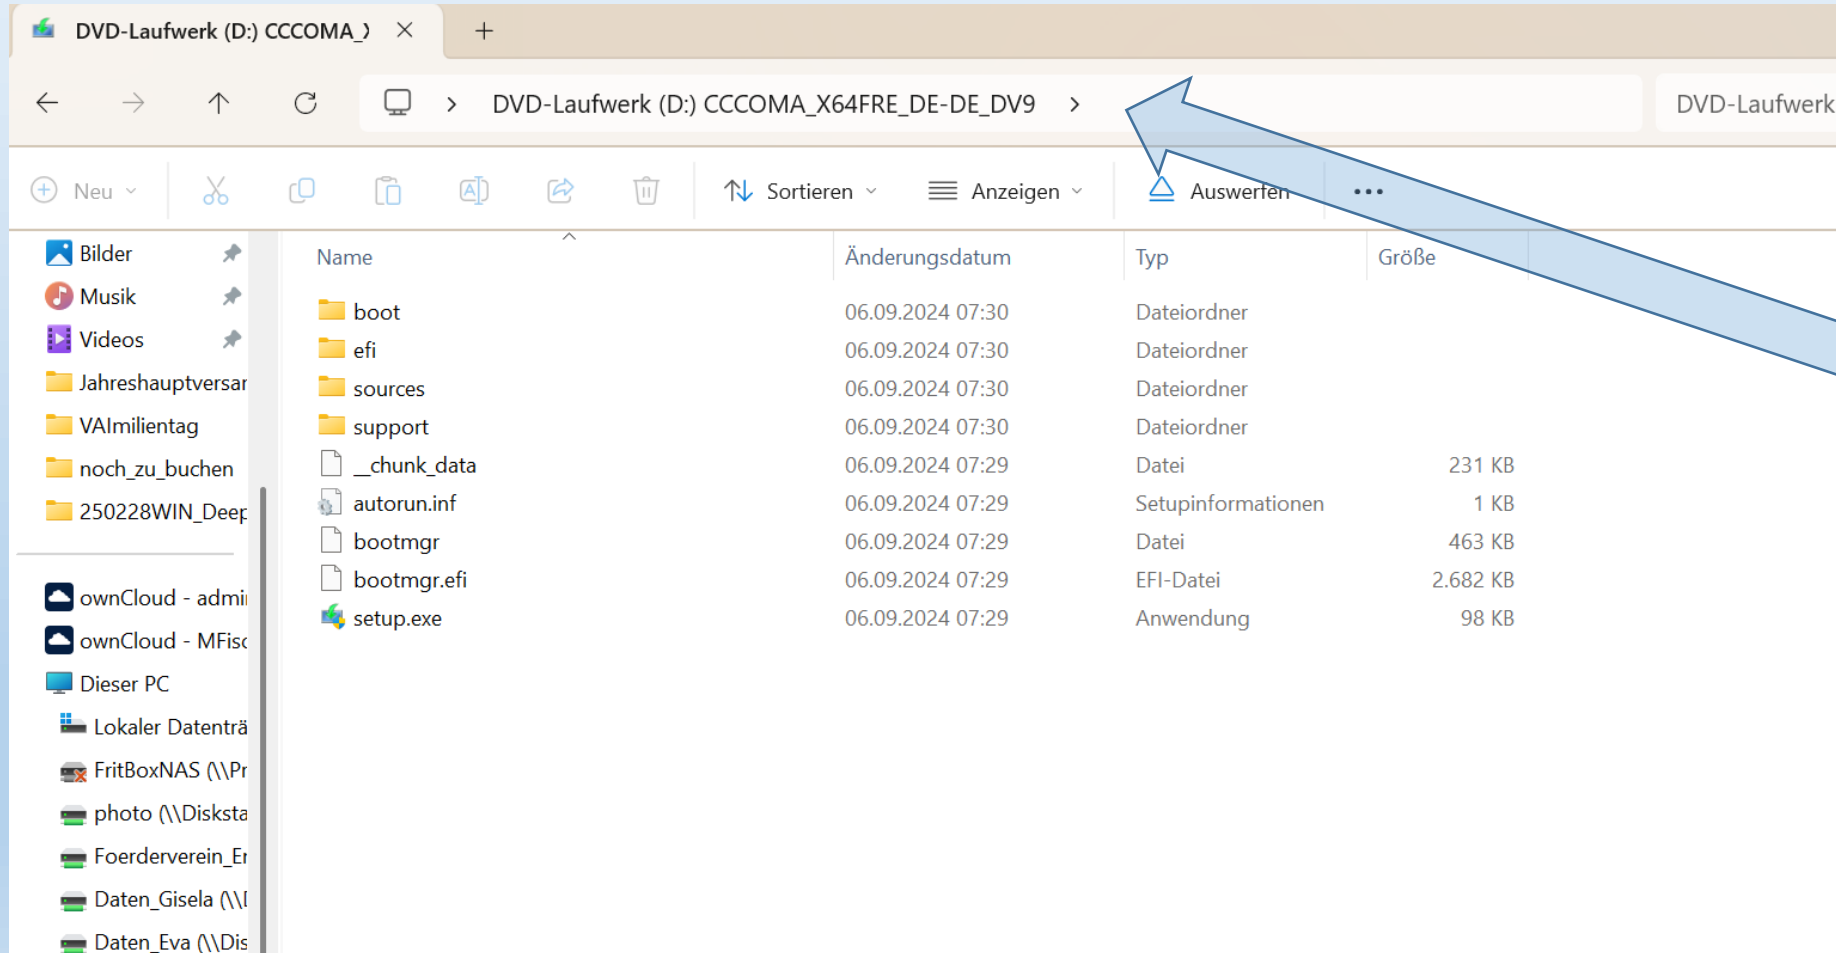 DVD-Laufwerk (D:) CCCOMA_X
DVD-Laufwerk (D:) CCCOMA_X64FRE_DE-DE_DV9
DVD-Laufwerk
Neu
Sortieren
Anzeigen
Auswerfen
Name Änderungsdatum Typ Größe
Bilder
Musik
Videos
Jahreshauptversar
VAImilientag
noch_zu_buchen
250228WIN_Deep
ownCloud - admi
ownCloud - MFisc
Dieser PC
Lokaler Datenträ
FritBoxNAS (\\Pr
photo (\\Disksta
Foerderverein_Er
Daten_Gisela (\\D
Daten_Eva (\\Dis
boot 06.09.2024 07:30 Dateiordner
efi 06.09.2024 07:30 Dateiordner
sources 06.09.2024 07:30 Dateiordner
support 06.09.2024 07:30 Dateiordner
__chunk_data 06.09.2024 07:29 Datei 231 KB
autorun.inf 06.09.2024 07:29 Setupinformationen 1 KB
bootmgr 06.09.2024 07:29 Datei 463 KB
bootmgr.efi 06.09.2024 07:29 EFI-Datei 2.682 KB
setup.exe 06.09.2024 07:29 Anwendung 98 KB